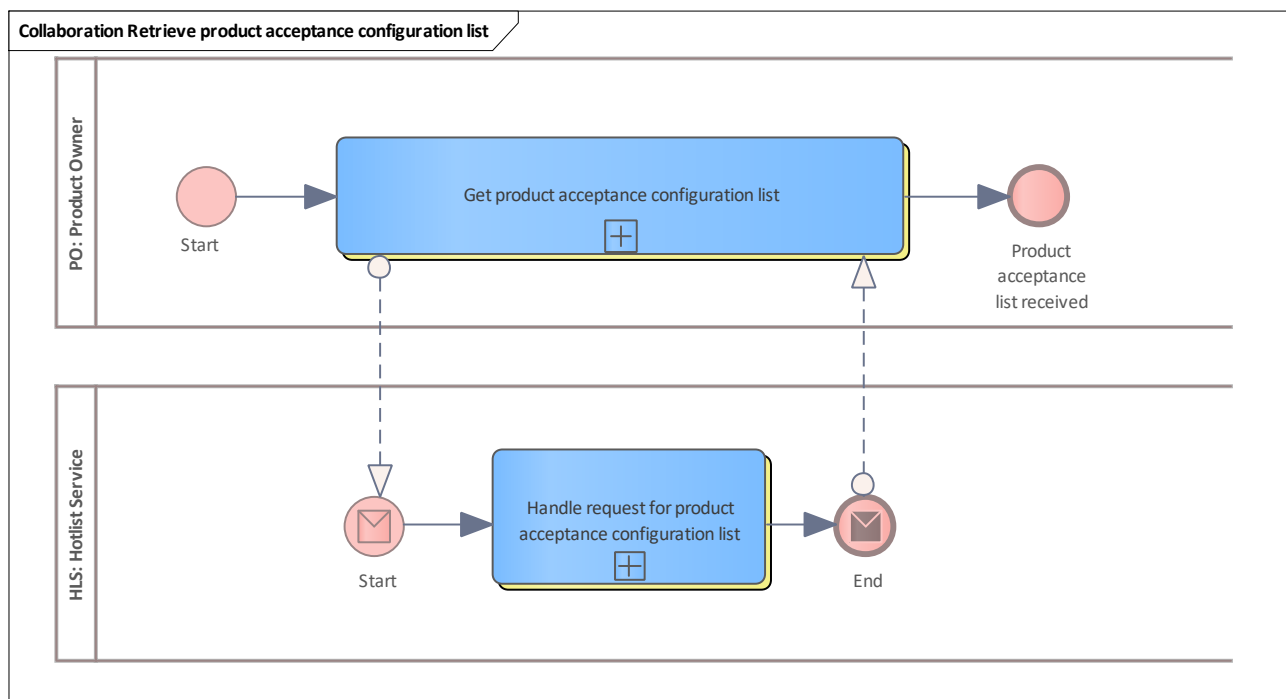 Collaboration Retrieve product acceptance configuration list
PO: Product Owner
Get product acceptance configuration list
Start
Product
acceptance
list received
HLS: Hotlist Service
Handle request for product
acceptance configuration list
Start
End